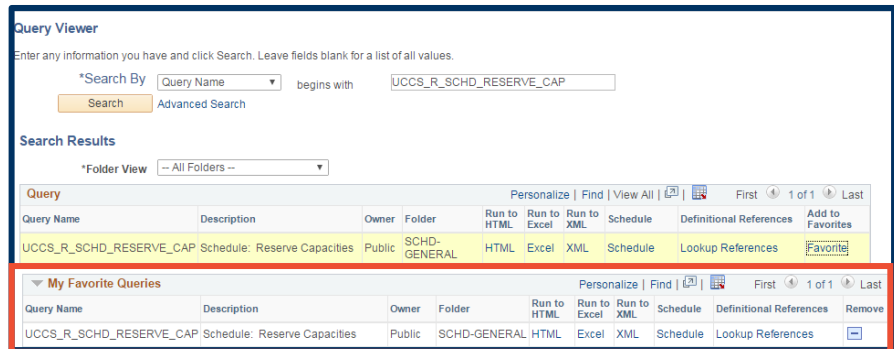 Query Viewer
Enter any information you have and click Search. Leave fields blank for a list of all values.
*Search By Query Name begins with UCCS_R_SCHD_RESERVE_CAP
Search Advanced Search
Search Results
*Folder View -- All Folders --
Query Personalize | Find | View All | | First 1 of 1 Last
Query Name Description Owner Folder Run to HTML Run to Excel Run to XML Schedule Definitional References Add to Favorites
UCCS_R_SCHD_RESERVE_CAP Schedule: Reserve Capacities Public SCHD-GENERAL HTML Excel XML Schedule Lookup References Favorite
My Favorite Queries Personalize | Find | | First 1 of 1 Last
Query Name Description Owner Folder Run to HTML Run to Excel Run to XML Schedule Definitional References Remove
UCCS_R_SCHD_RESERVE_CAP Schedule: Reserve Capacities Public SCHD-GENERAL HTML Excel XML Schedule Lookup References